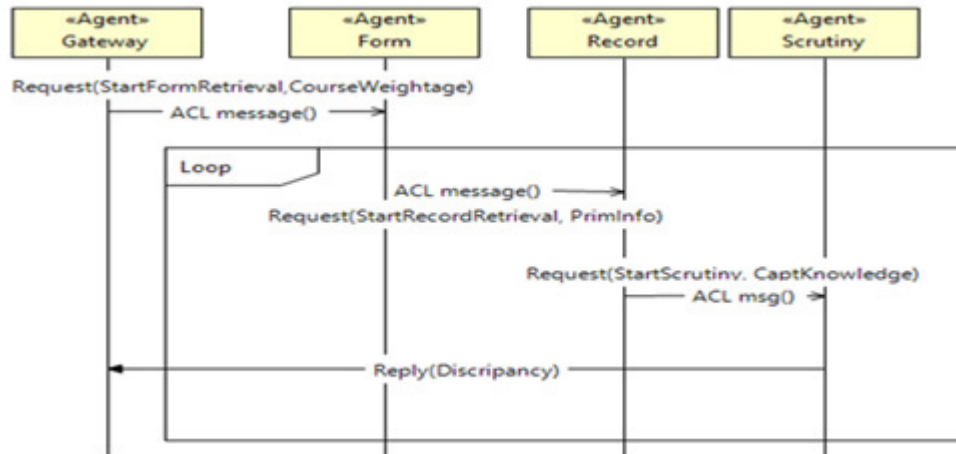 «Agent»
Gateway
«Agent»
Form
«Agent»
Record
«Agent»
Scrutiny
Request(StartFormRetrieval,CourseWeightage)
ACL message()
Loop
ACL message()
Request(StartRecordRetrieval, PrimInfo)
Request(StartScrutiny, CaptKnowledge)
ACL msg()
Reply(Discripancy)